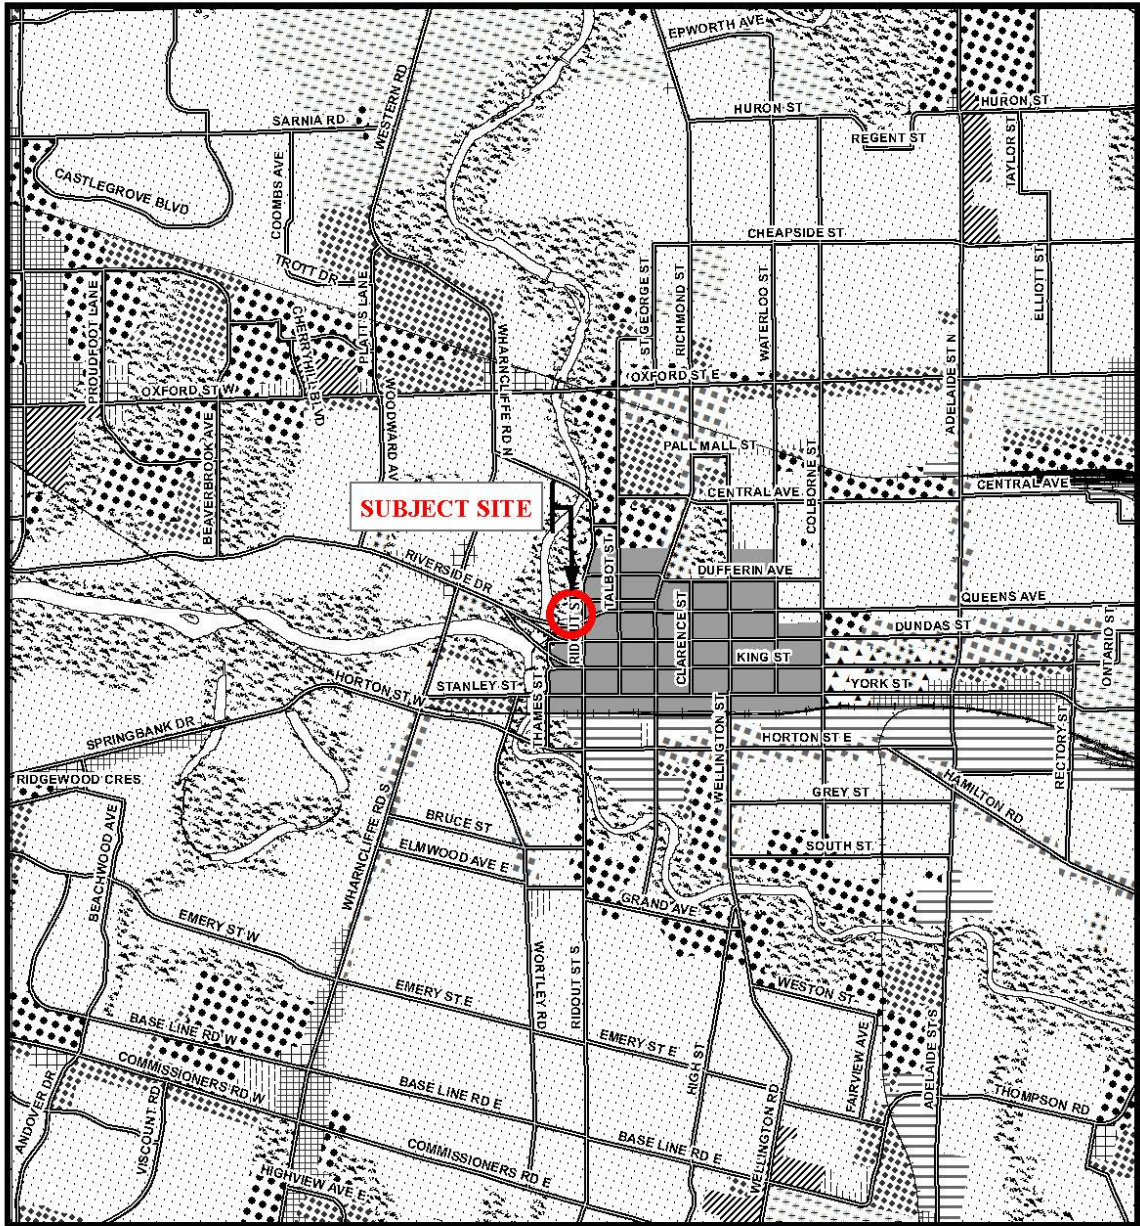 EPWORTH AVE
HURON ST
HURON ST
REGENT ST
TAYLOR ST
SARNIA RD
WESTERN RD
CASTLEGROVE BLVD
COOMBS AVE
CHEAPSIDE ST
TROTT DR
ST GEORGE ST
RICHMOND ST
WATERLOO ST
ELLIOTT ST
PROUDFOOT LANE
PLATT'S LANE
CHERRYHILL BLVD
WHARNCLIFFE RD N
ADELAIDE ST N
OXFORD ST W
OXFORD ST E
WOODWARD AV
BEAVERBROOK AVE
PALL MALL ST
COLBORNE ST
CENTRAL AVE
CENTRAL AVE
SUBJECT SITE
TALBOT ST
RIVERSIDE DR
DUFFERIN AVE
CLARENCE ST
QUEENS AVE
DUNDAS ST
ONTARIO ST
KING ST
STANLEY ST
YORK ST
HORTON ST W
THAMES ST
SPRINGBANK DR
WELLINGTON ST
HORTON ST E
RECTORY ST
RIDGEWOOD CRES
HAMILTON RD
GREY ST
BEACHWOOD AVE
WHARNCLIFFE RD S
BRUCE ST
ELMWOOD AVE E
SOUTH ST
GRAND AVE
EMERY ST W
WORTLEY RD
RIDOUT ST S
EMERY ST E
WESTON ST
BASE LINE RD W
EMERY ST E
HIGH ST
FAIRVIEW AVE
ADELAIDE ST S
COMMISSIONERS RD W
BASE LINE RD E
THOMPSON RD
ANDOVER DR
VISCOUNT RD
COMMISSIONERS RD E
BASE LINE RD E
WELLINGTON RD
HIGHVIEW AVE E